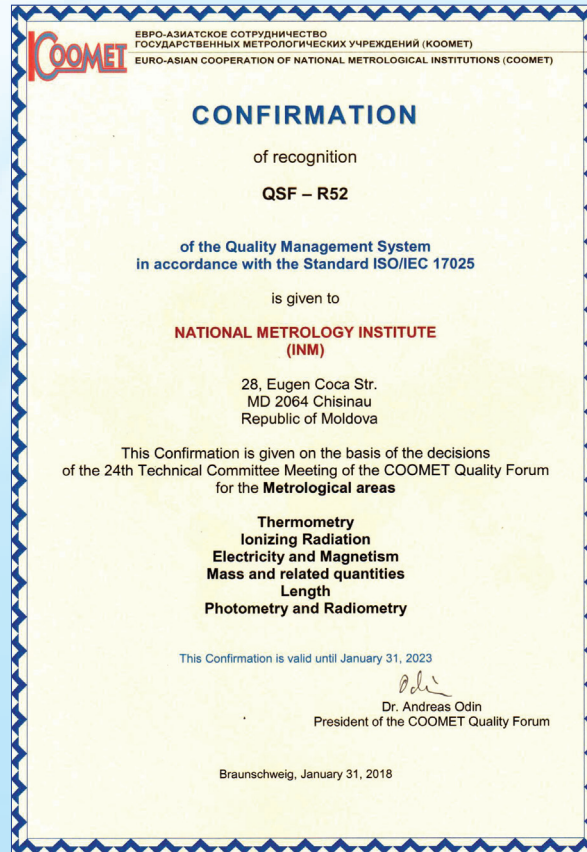 COOMET
ЕВРО-АЗИАТСКОЕ СОТРУДНИЧЕСТВО
ГОСУДАРСТВЕННЫХ МЕТРОЛОГИЧЕСКИХ УЧРЕЖДЕНИЙ (КООМЕТ)
EURO-ASIAN COOPERATION OF NATIONAL METROLOGICAL INSTITUTIONS (COOMET)
CONFIRMATION
of recognition
QSF – R52
of the Quality Management System
in accordance with the Standard ISO/IEC 17025
is given to
NATIONAL METROLOGY INSTITUTE
(INM)
28, Eugen Coca Str.
MD 2064 Chisinau
Republic of Moldova
This Confirmation is given on the basis of the decisions
of the 24th Technical Committee Meeting of the COOMET Quality Forum
for the Metrological areas
Thermometry
Ionizing Radiation
Electricity and Magnetism
Mass and related quantities
Length
Photometry and Radiometry
This Confirmation is valid until January 31, 2023
Odin
Dr. Andreas Odin
President of the COOMET Quality Forum
Braunschweig, January 31, 2018